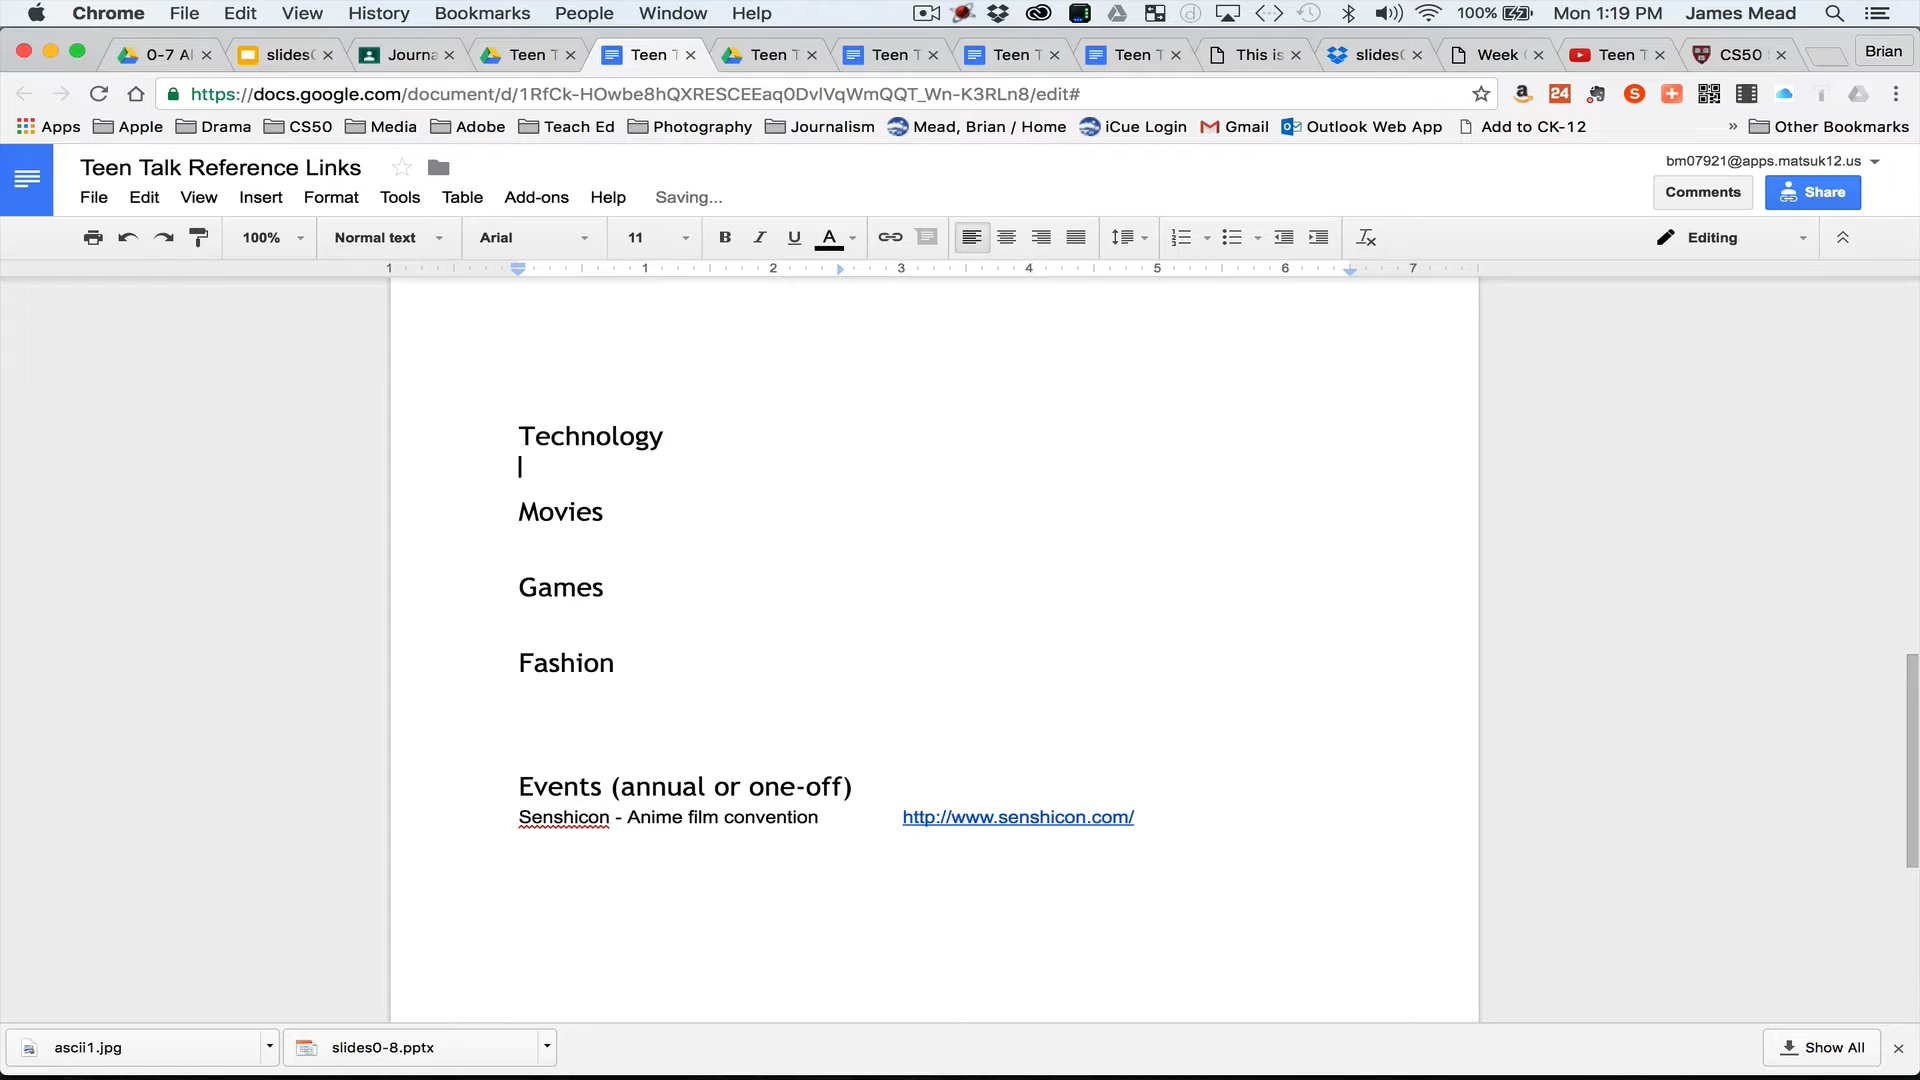 Chrome File Edit View History Bookmarks People Window Help 100% Mon 1:19 PM James Mead
0-7 Al slides( Journa Teen T Teen T Teen T Teen T Teen T Teen T This is slides( Week Teen T CS50 Brian
https://docs.google.com/document/d/1RfCk-HOwbe8hQXRESCEEaq0DvlVqWmQQT_Wn-K3RLn8/edit# 24
Apps Apple Drama CS50 Media Adobe Teach Ed Photography Journalism Mead, Brian / Home iCue Login Gmail Outlook Web App Add to CK-12 » Other Bookmarks
Teen Talk Reference Links bm07921@apps.matsuk12.us
File Edit View Insert Format Tools Table Add-ons Help Saving... Comments Share
100% Normal text Arial 11 B I U A Editing
1 1 2 3 4 5 6 7
Technology
Movies
Games
Fashion
Events (annual or one-off)
Senshicon - Anime film convention http://www.senshicon.com/
ascii1.jpg slides0-8.pptx Show All